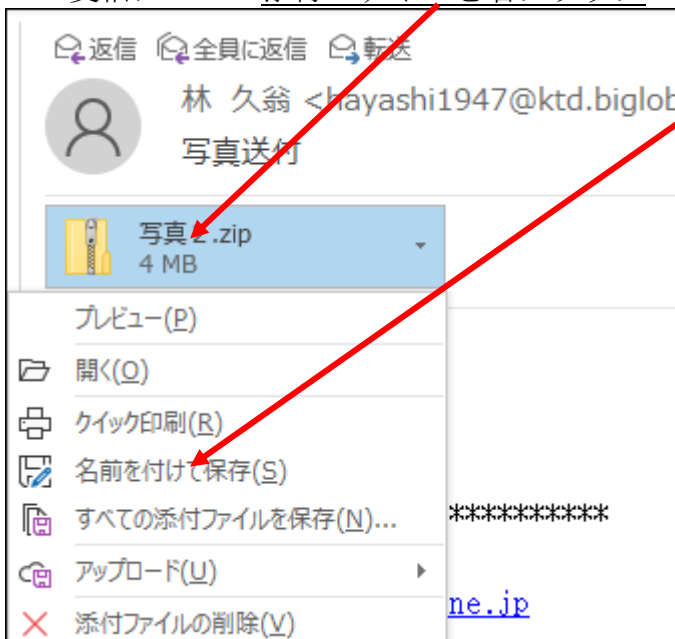 返信 全員に返信 転送
林 久翁 <hayashi1947@ktd.biglob
写真送付
写真２.zip
4 MB
プレビュー(P)
開く(O)
クイック印刷(R)
名前を付けて保存(S)
すべての添付ファイルを保存(N)...
**********
アップロード(U)
ne.jp
添付ファイルの削除(V)